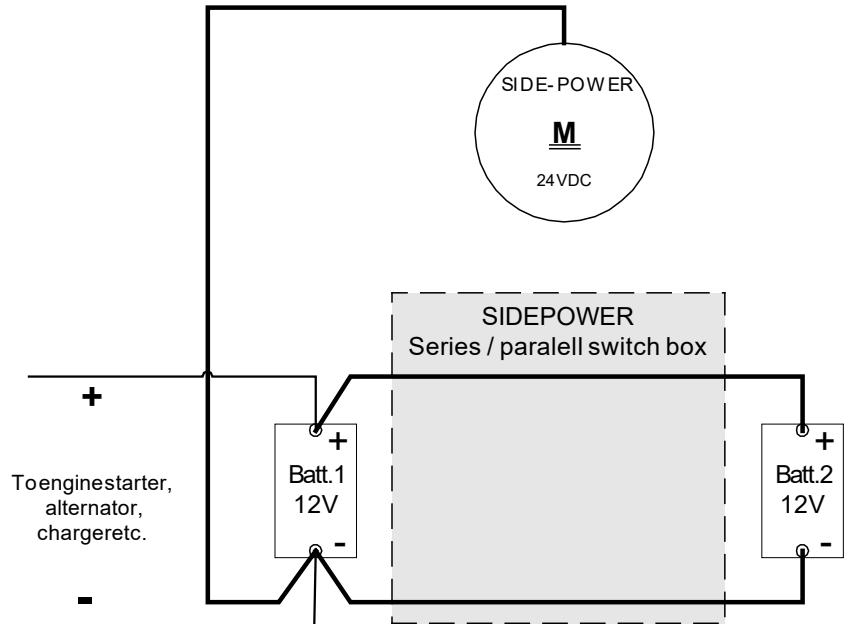 SIDE-POWER
M
24VDC
SIDEPOWER
Series / paralell switch box
+
Toenginestarter,
alternator,
chargeretc.
-
+
Batt.1
12V
-
+
Batt.2
12V
-